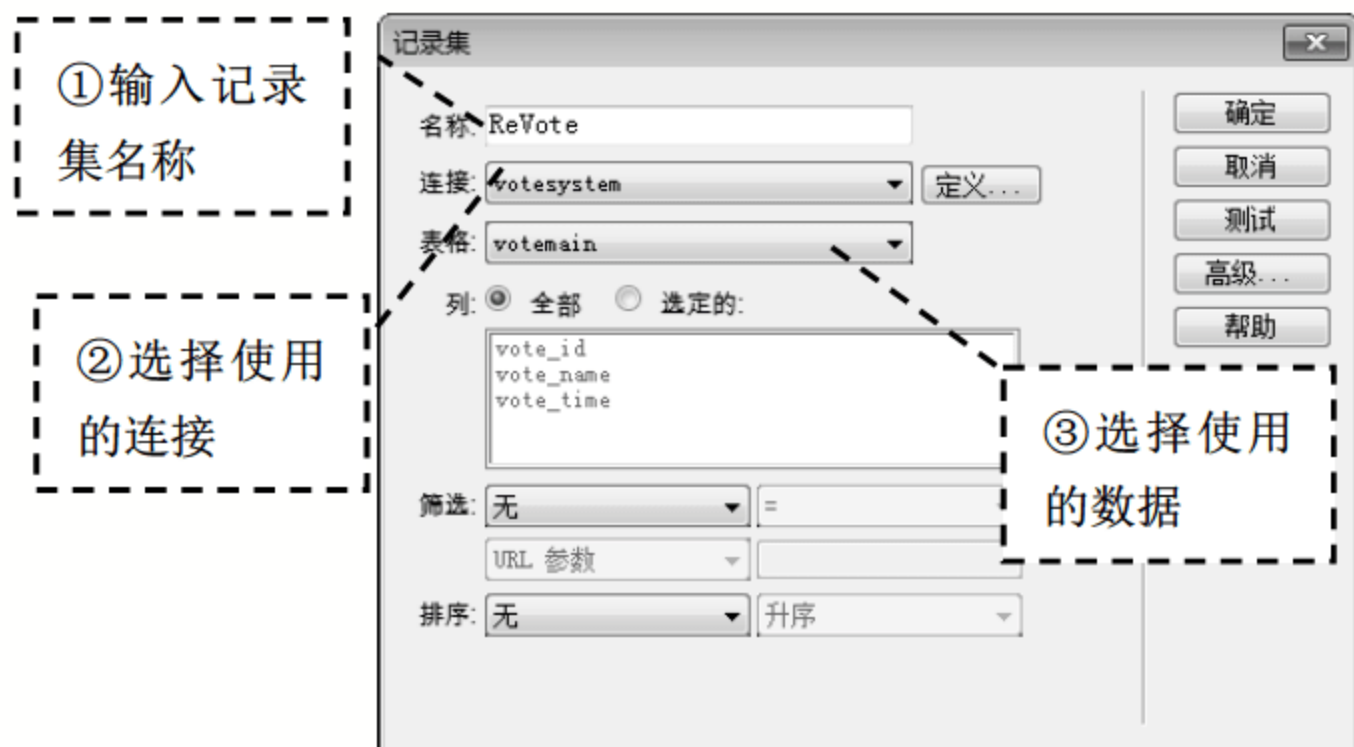 ①输入记录
集名称
②选择使用
的连接
记录集
名称: ReVote
连接: votesystem 定义...
表格: votemain
列: 全部 选定的:
vote_id
vote_name
vote_time
筛选: 无 =
URL 参数
排序: 无 升序
确定
取消
测试
高级...
帮助
③选择使用
的数据